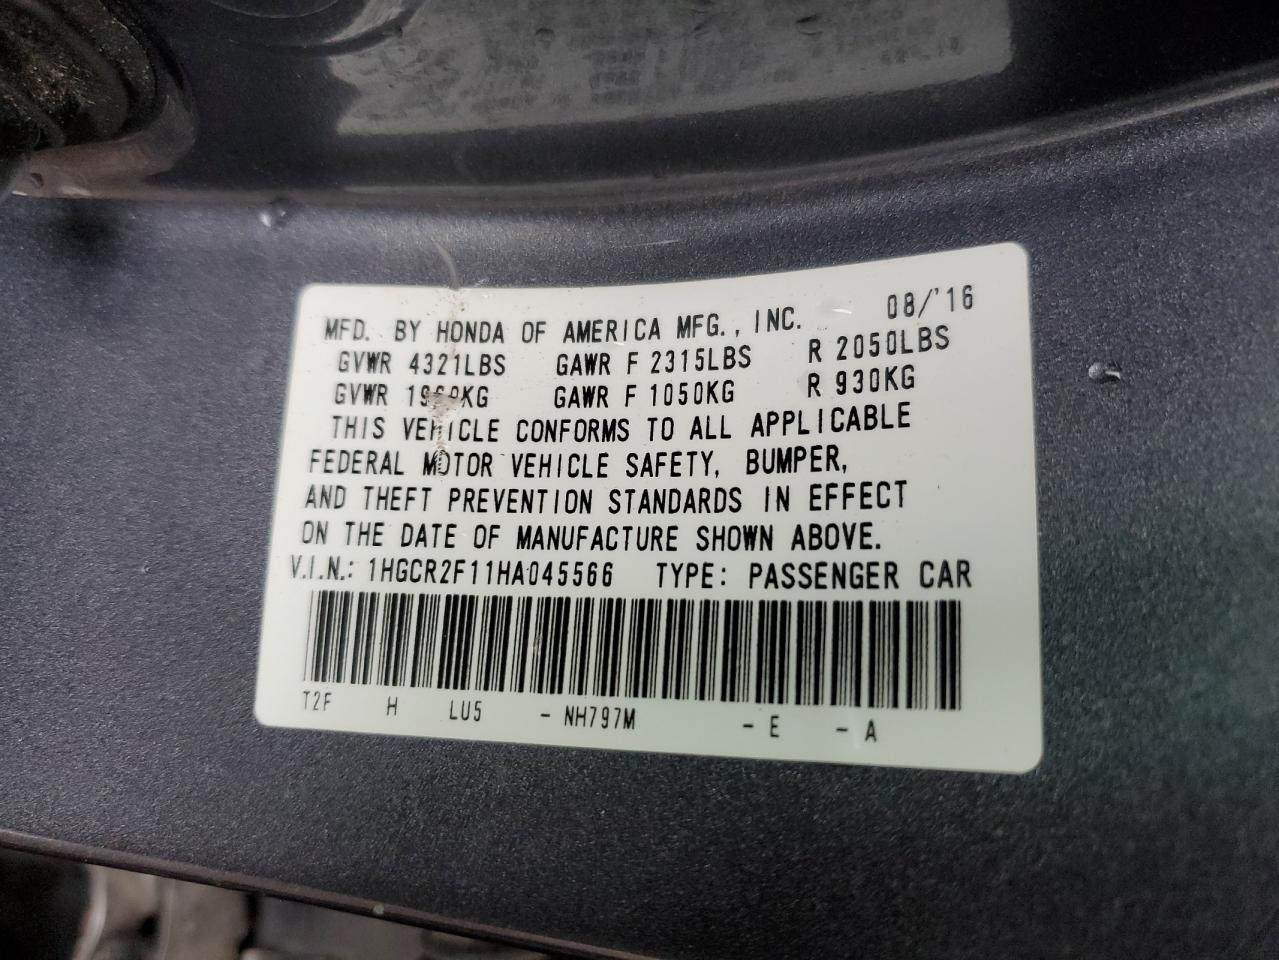 MFD. BY HONDA OF AMERICA MFG., INC. 08/'16
GVWR 4321LBS GAWR F 2315LBS R 2050LBS
GVWR GAWR F 1050KG R 930KG
THIS VEHICLE CONFORMS TO ALL APPLICABLE
FEDERAL MOTOR VEHICLE SAFETY, BUMPER,
AND THEFT PREVENTION STANDARDS IN EFFECT
ON THE DATE OF MANUFACTURE SHOWN ABOVE.
V.I.N.: 1HGCR2F11HA045566 TYPE: PASSENGER CAR
T2F H LU5 - NH797M - E - A